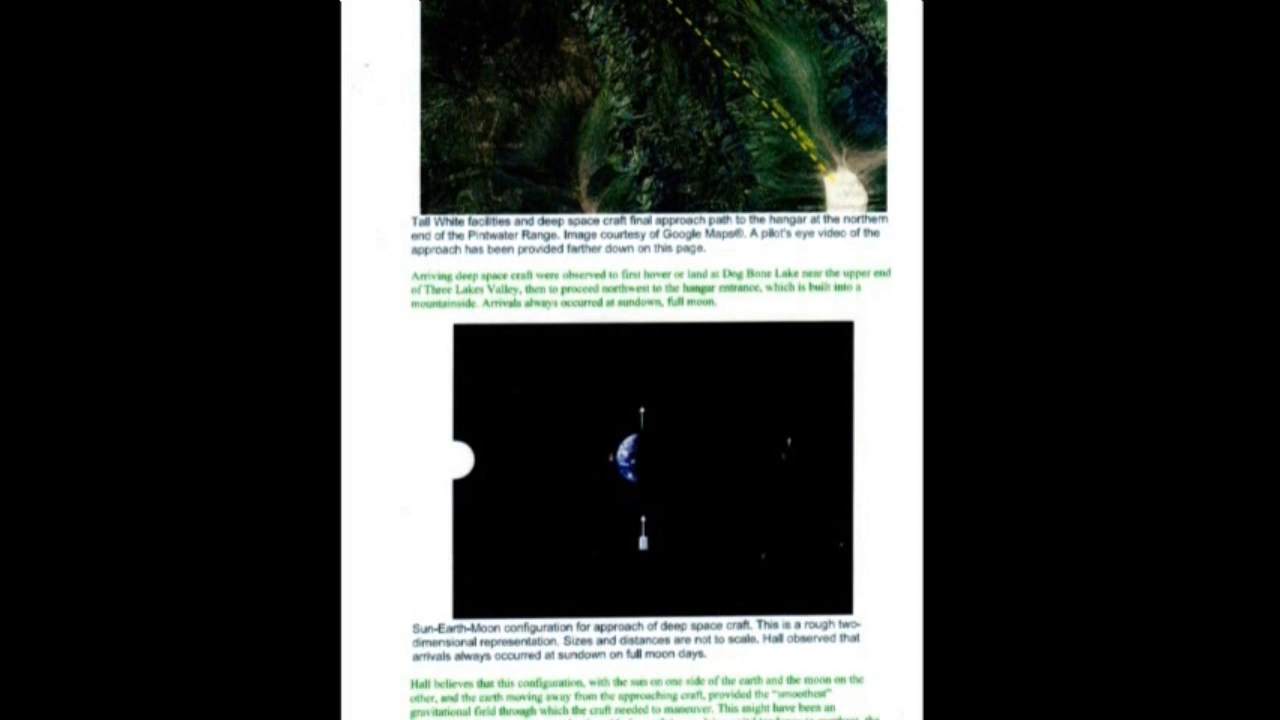 Tall White facilities and deep space craft final approach path to the hangar at the northern
end of the Pintwater Range. Image courtesy of Google Maps®. A pilot's eye video of the
approach has been provided farther down on this page.
Arriving deep space craft were observed to first hover or land at Dog Bone Lake near the upper end
of Three Lakes Valley, then to proceed northwest to the hangar entrance, which is built into a
mountainside. Arrivals always occurred at sundown, full moon.
Sun-Earth-Moon configuration for approach of deep space craft. This is a rough two-
dimensional representation. Sizes and distances are not to scale. Hall observed that
arrivals always occurred at sundown on full moon days.
Hall believes that this configuration, with the sun on one side of the earth and the moon on the
other, and the earth moving away from the approaching craft, provided the "smoothest"
gravitational field through which the craft needed to maneuver. This might have been an